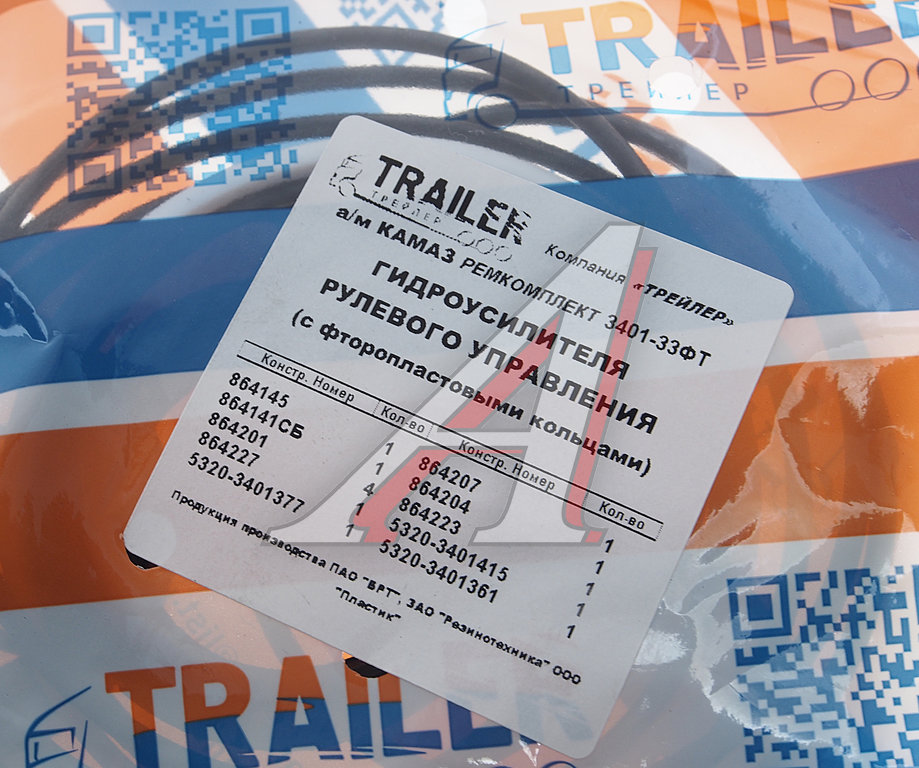 TRAILER
ТРЕЙЛЕР
TRAILER
ТРЕЙЛЕР
Компания «ТРЕЙЛЕР»
а/м КАМАЗ РЕМКОМПЛЕКТ 3401-33ФТ
ГИДРОУСИЛИТЕЛЯ
РУЛЕВОГО УПРАВЛЕНИЯ
(с фторопластовыми кольцами)
Констр. Номер Кол-во Констр. Номер Кол-во
864145 1 864207 1
864141СБ 1 864204 1
864201 4 864223 1
864227 1 5320-3401415 1
5320-3401377 1 5320-3401361 1
Продукция производства ПАО "БРТ", ЗАО "Резинотехника" ООО
"Пластик"
TRAILER